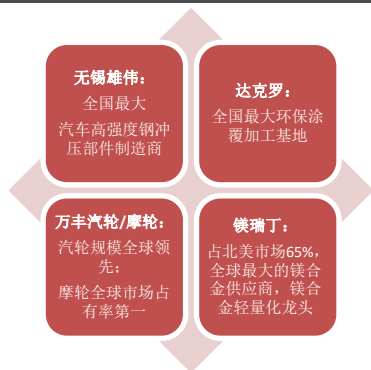 无锡雄伟：
全国最大
汽车高强度钢冲
压部件制造商
达克罗：
全国最大环保涂
覆加工基地
万丰汽轮/摩轮：
汽轮规模全球领
先；
摩轮全球市场占
有率第一
镁瑞丁：
占北美市场65%，
全球最大的镁合
金供应商，镁合
金轻量化龙头